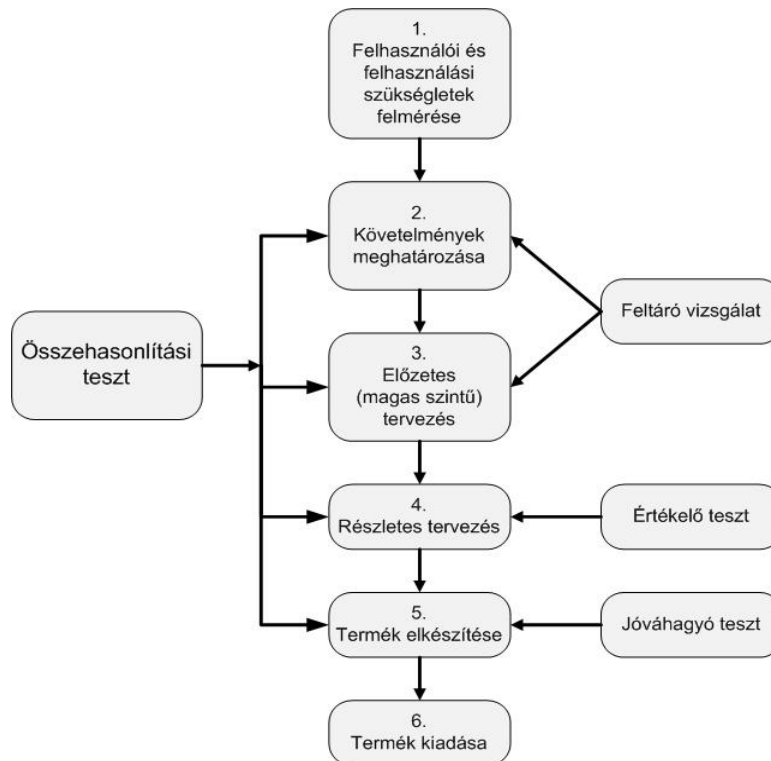 1.
Felhasználói és
felhasználási
szükségletek
felmérése
2.
Követelmények
meghatározása
Feltáró vizsgálat
Összehasonlítási
teszt
3.
Előzetes
(magas szintű)
tervezés
4.
Részletes tervezés
Értékelő teszt
5.
Termék elkészítése
Jóváhagyó teszt
6.
Termék kiadása